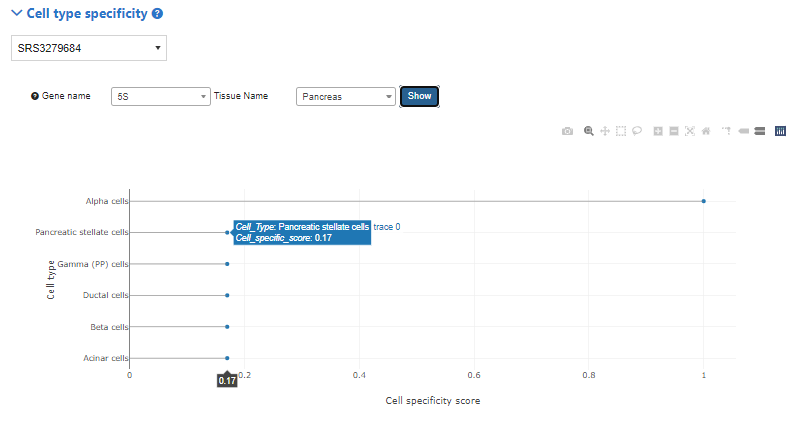 Cell type specificity ?
SRS3279684
? Gene name 5S Tissue Name Pancreas Show
Alpha cells
Pancreatic stellate cells
Cell_Type: Pancreatic stellate cells trace 0
Cell_specific_score: 0.17
Gamma (PP) cells
Cell type
Ductal cells
Beta cells
Acinar cells
0 0.17 0.2 0.4 0.6 0.8 1
Cell specificity score